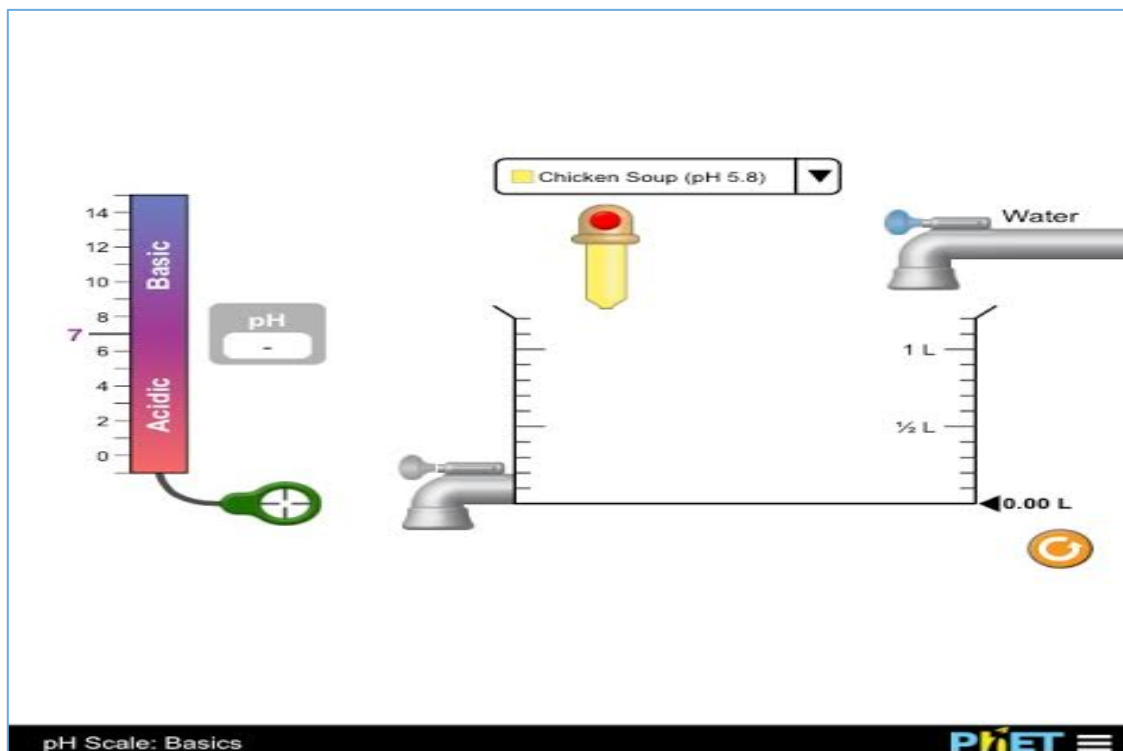 Chicken Soup (pH 5.8)
Water
14
12
10
8
7
6
4
2
0
Basic
Acidic
pH
-
1 L
½ L
0.00 L
pH Scale: Basics
PhET